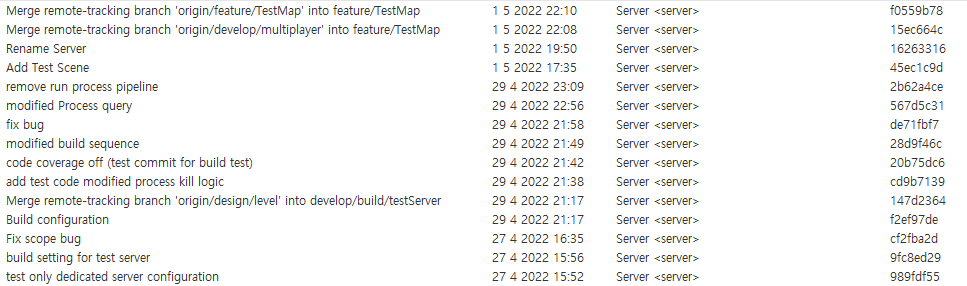 Merge remote-tracking branch 'origin/feature/TestMap' into feature/TestMap 1 5 2022 22:10 Server <server> f0559b78
Merge remote-tracking branch 'origin/develop/multiplayer' into feature/TestMap 1 5 2022 22:08 Server <server> 15ec664c
Rename Server 1 5 2022 19:50 Server <server> 16263316
Add Test Scene 1 5 2022 17:35 Server <server> 45ec1c9d
remove run process pipeline 29 4 2022 23:09 Server <server> 2b62a4ce
modified Process query 29 4 2022 22:56 Server <server> 567d5c31
fix bug 29 4 2022 21:58 Server <server> de71fbf7
modified build sequence 29 4 2022 21:49 Server <server> 28d9f46c
code coverage off (test commit for build test) 29 4 2022 21:42 Server <server> 20b75dc6
add test code modified process kill logic 29 4 2022 21:38 Server <server> cd9b7139
Merge remote-tracking branch 'origin/design/level' into develop/build/testServer 29 4 2022 21:17 Server <server> 147d2364
Build configuration 29 4 2022 21:17 Server <server> f2ef97de
Fix scope bug 27 4 2022 16:35 Server <server> cf2fba2d
build setting for test server 27 4 2022 15:56 Server <server> 9fc8ed29
test only dedicated server configuration 27 4 2022 15:52 Server <server> 989fdf55